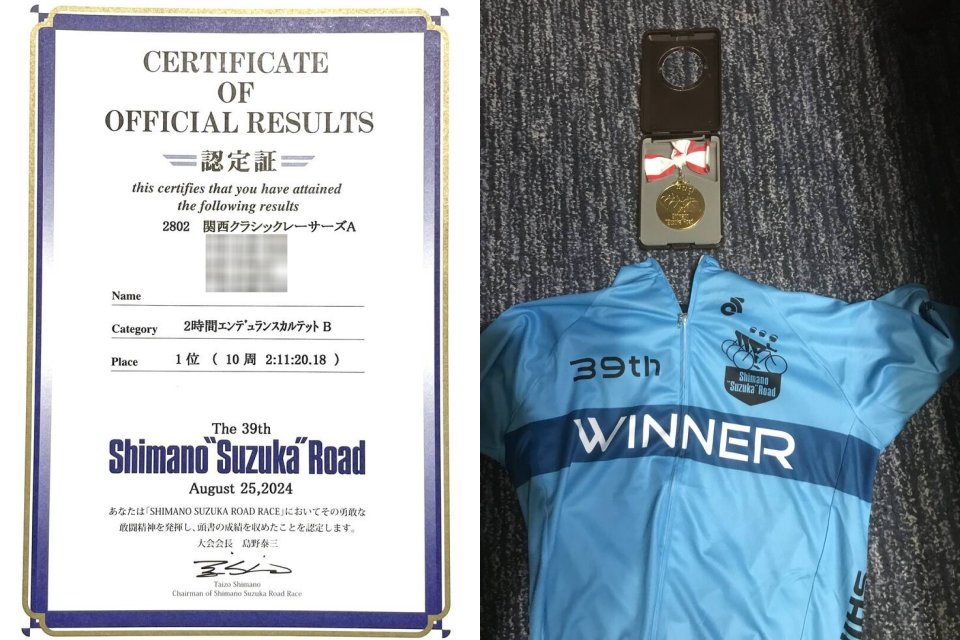 CERTIFICATE
OF
OFFICIAL RESULTS
認定証
this certifies that you have attained
the following results
2802 関西クラシックレーサーズA
Name
Category 2時間エンデュランスカルテット B
Place 1位 ( 10周 2:11:20.18 )
The 39th
Shimano "Suzuka" Road
August 25,2024
あなたは「SHIMANO SUZUKA ROAD RACE」においてその勇敢な
敢闘精神を発揮し、頭書の成績を収めたことを認定します。
大会会長 島野泰三
Taizo Shimano
Chairman of Shimano Suzuka Road Race
39th
Shimano
"Suzuka" Road
WINNER